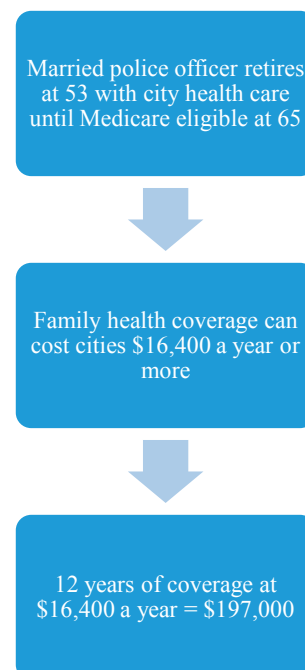 Married police officer retires
at 53 with city health care
until Medicare eligible at 65
Family health coverage can
cost cities $16,400 a year or
more
12 years of coverage at
$16,400 a year = $197,000